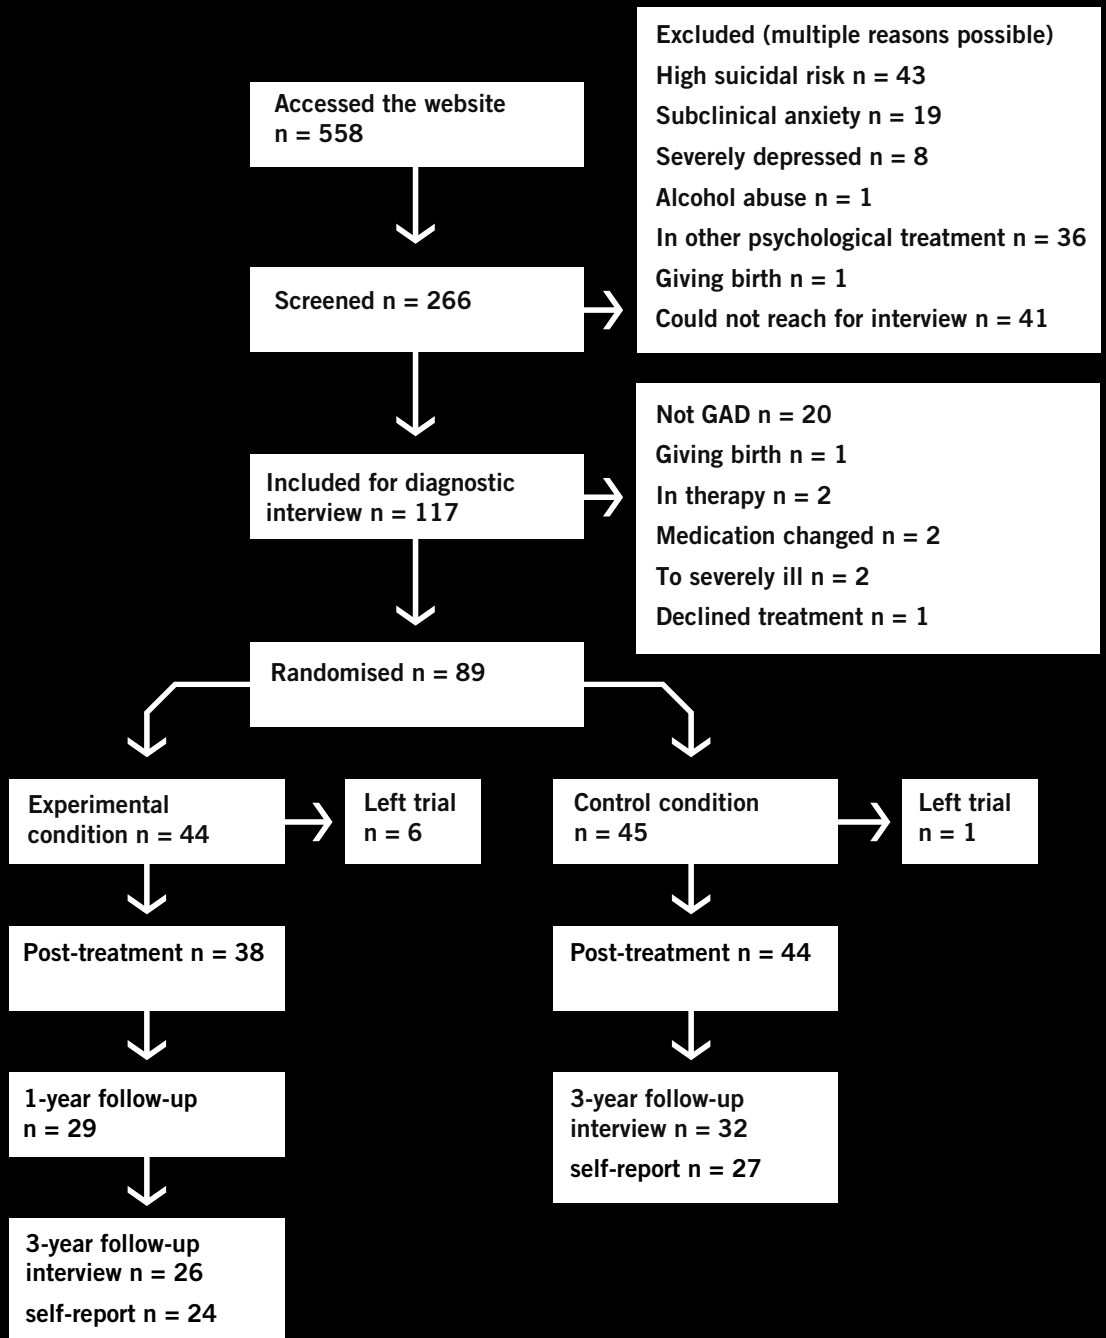 Accessed the website
n = 558
Excluded (multiple reasons possible)
High suicidal risk n = 43
Subclinical anxiety n = 19
Severely depressed n = 8
Alcohol abuse n = 1
In other psychological treatment n = 36
Giving birth n = 1
Could not reach for interview n = 41
Screened n = 266
Included for diagnostic
interview n = 117
Not GAD n = 20
Giving birth n = 1
In therapy n = 2
Medication changed n = 2
To severely ill n = 2
Declined treatment n = 1
Randomised n = 89
Experimental
condition n = 44
Left trial
n = 6
Control condition
n = 45
Left trial
n = 1
Post-treatment n = 38
Post-treatment n = 44
1-year follow-up
n = 29
3-year follow-up
interview n = 32
self-report n = 27
3-year follow-up
interview n = 26
self-report n = 24